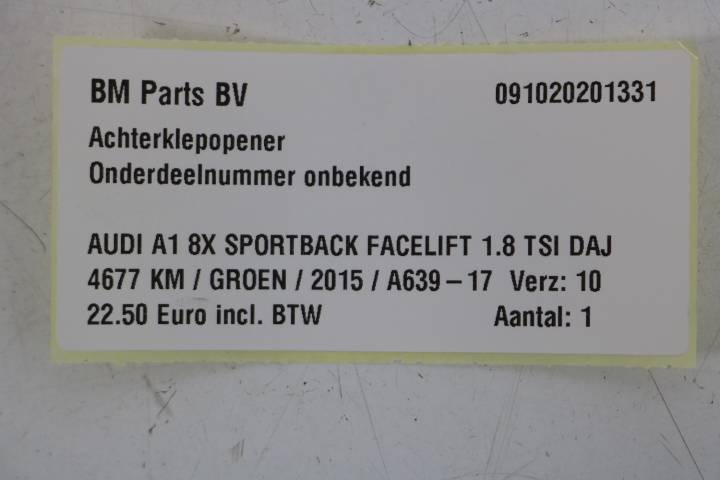 BM Parts BV 091020201331
Achterklepopener
Onderdeelnummer onbekend
AUDI A1 8X SPORTBACK FACELIFT 1.8 TSI DAJ
4677 KM / GROEN / 2015 / A639-17 Verz: 10
22.50 Euro incl. BTW Aantal: 1